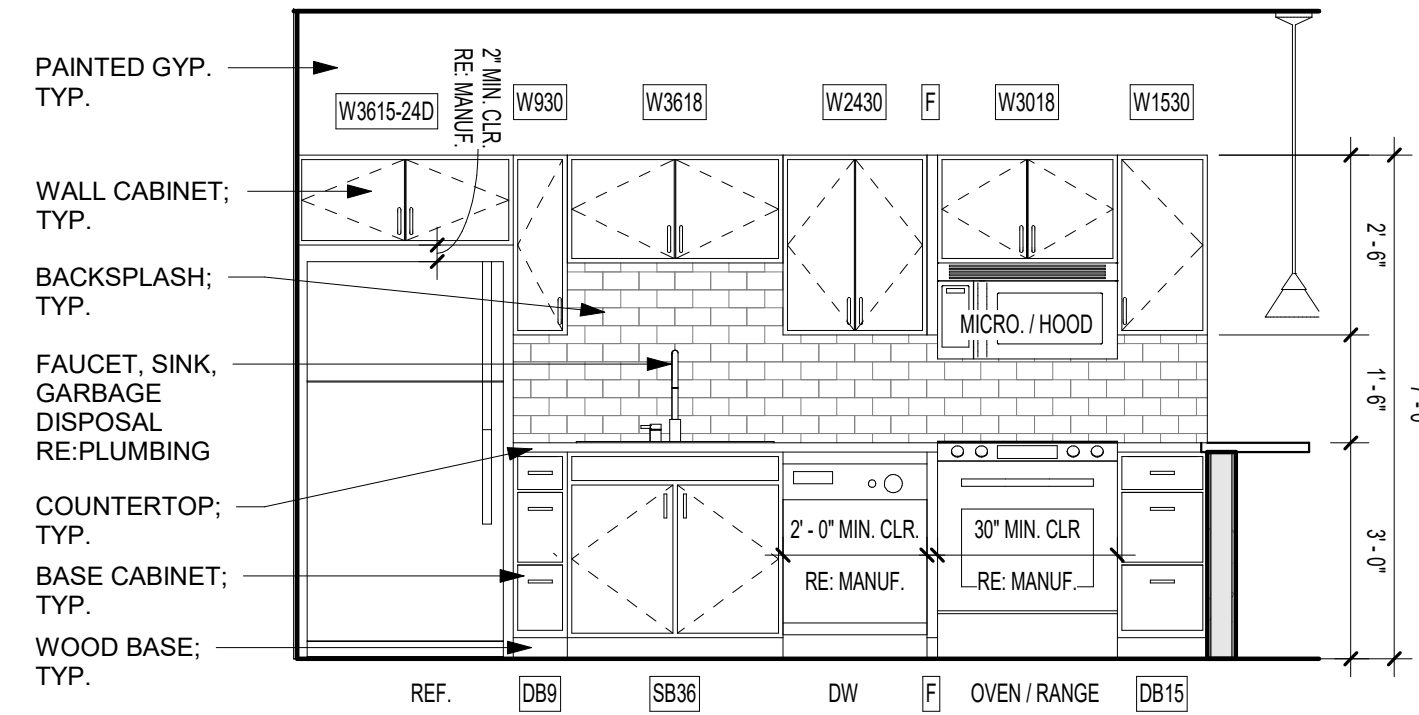 PAINTED GYP.
TYP.
WALL CABINET;
TYP.
BACKSPLASH;
TYP.
FAUCET, SINK,
GARBAGE
DISPOSAL
RE:PLUMBING
COUNTERTOP;
TYP.
BASE CABINET;
TYP.
WOOD BASE;
TYP.
W3615-24D
2" MIN. CLR.
RE: MANUF.
W930
W3618
W2430
F
W3018
W1530
MICRO. / HOOD
2' - 0" MIN. CLR.
RE: MANUF.
30" MIN. CLR
RE: MANUF.
2' - 6"
1' - 6"
3' - 0"
REF.
DB9
SB36
DW
F
OVEN / RANGE
DB15